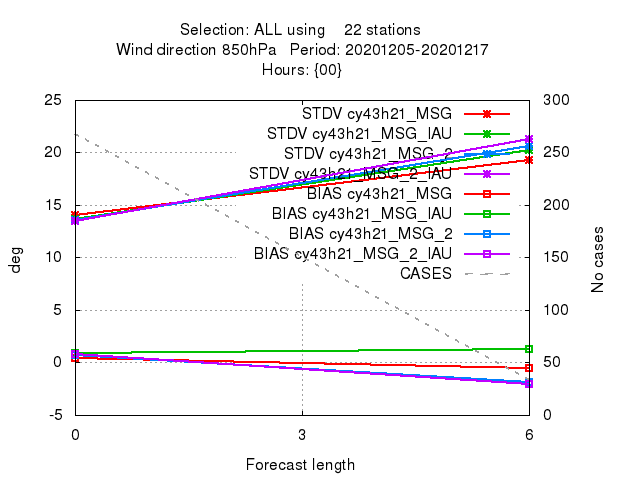 Selection: ALL using 22 stations
Wind direction 850hPa Period: 20201205-20201217
Hours: {00}
25 300
STDV cy43h21_MSG
STDV cy43h21_MSG_IAU
20 250
STDV cy43h21_MSG_2
STDV cy43h21_MSG_2_IAU
BIAS cy43h21_MSG
15 200
BIAS cy43h21_MSG_IAU
BIAS cy43h21_MSG_2
BIAS cy43h21_MSG_2_IAU
10 150
CASES
5 100
0 50
-5 0
deg
No cases
0 3 6
Forecast length